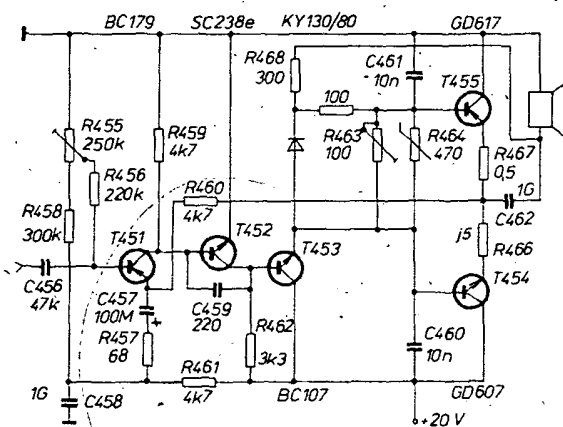 BC179 SC238e KY130/80 GD617
R468
300
C461
10n
T455
R455
250k
R459
4k7
100
R463
100
R464
470
R467
0,5
R456
220k
R460
4k7
1G
C462
R458
300k
T451
T452
T453
j5
R466
T454
C456
47k
C457
100M
+
C459
220
R462
3k3
C460
10n
R457
68
R461
4k7
1G
C458
BC107
GD607
+20 V